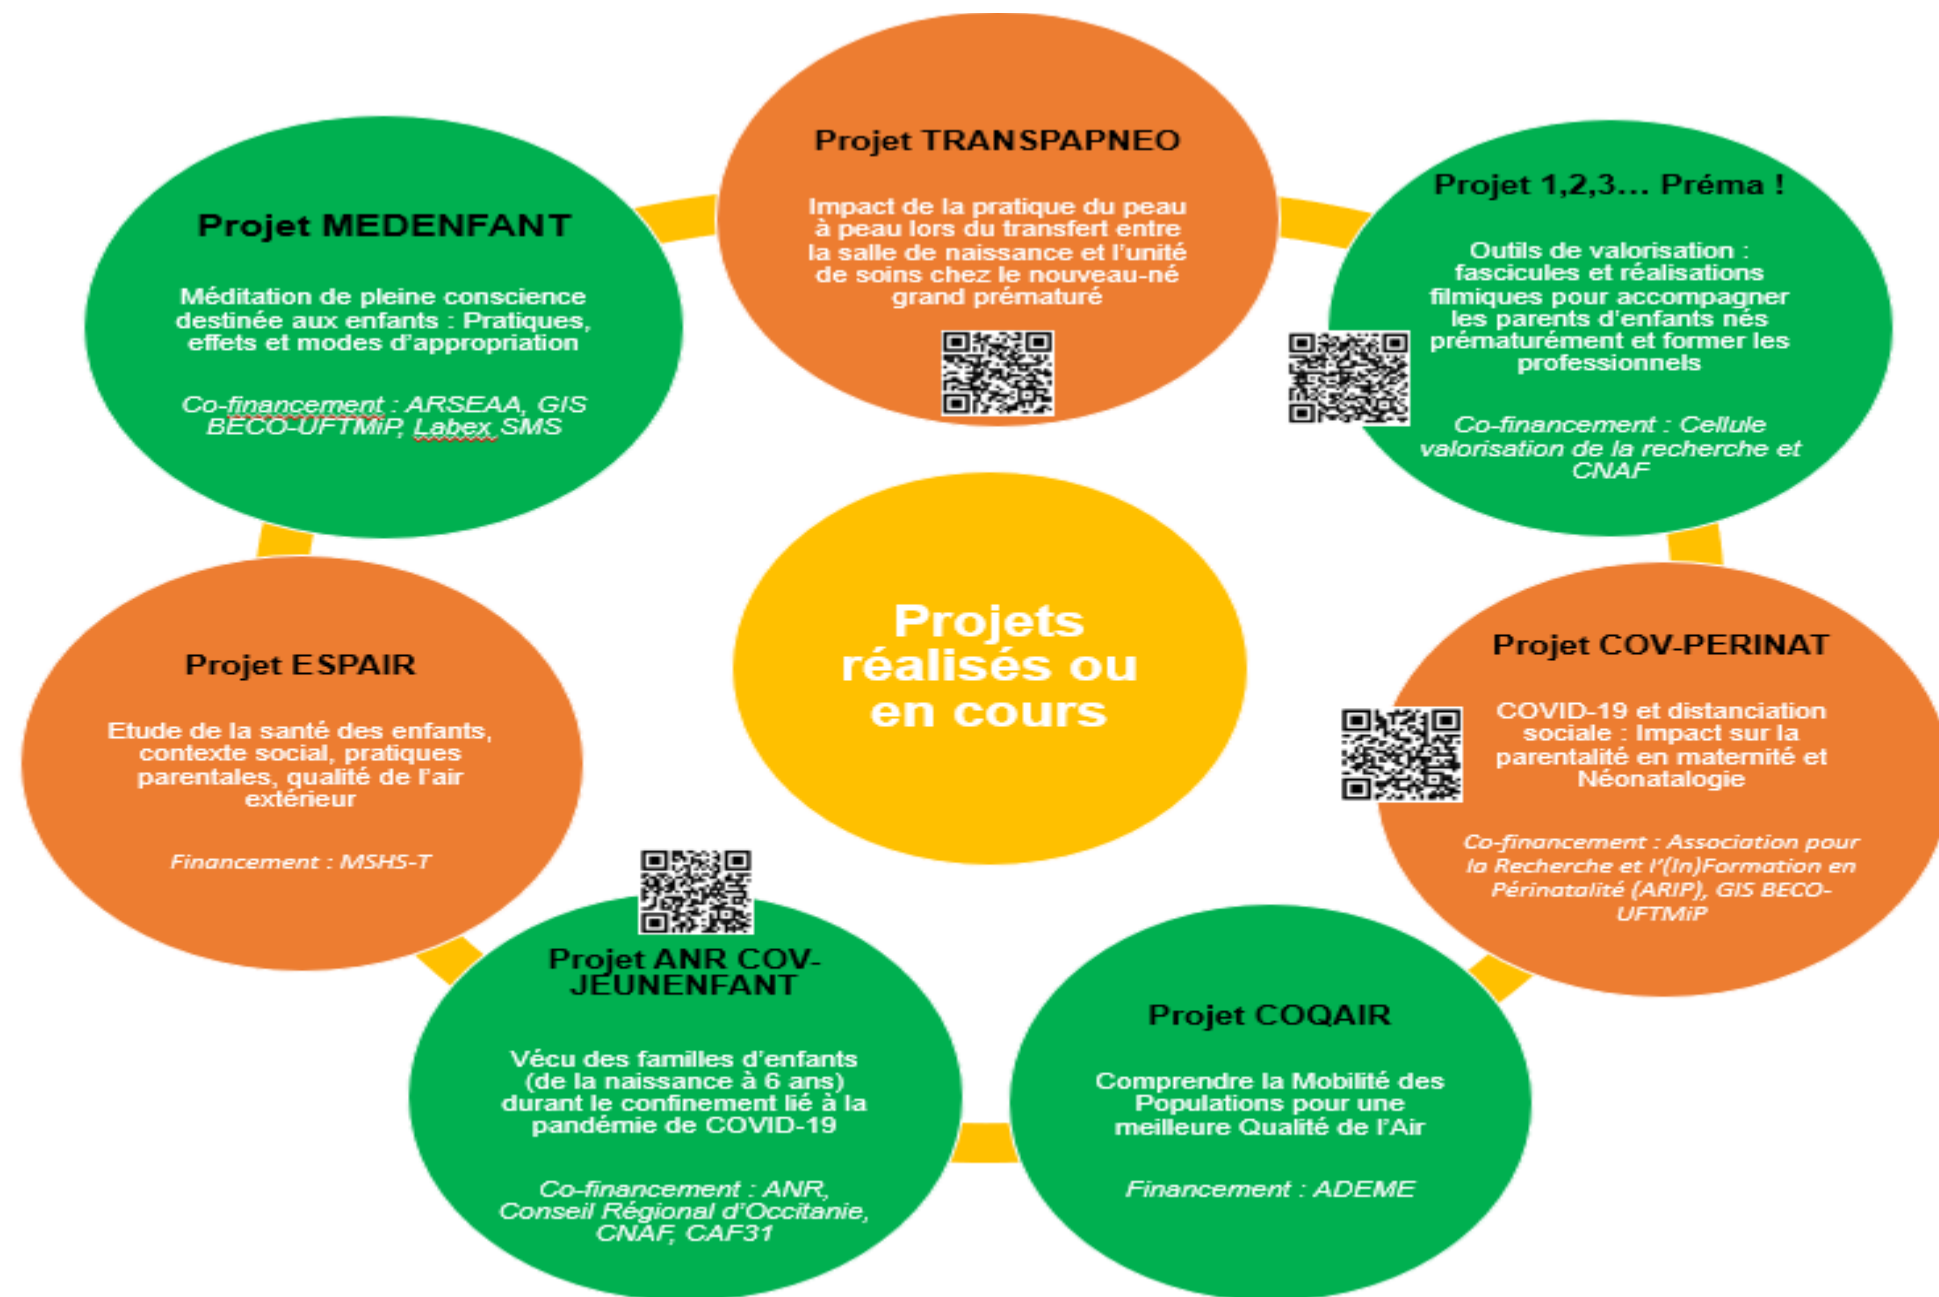 Projet TRANSPAPNEO
Impact de la pratique du peau
à peau lors du transfert entre
la salle de naissance et l'unité
de soins chez le nouveau-né
grand prématuré
Projet 1,2,3… Préma !
Outils de valorisation :
fascicules et réalisations
filmiques pour accompagner
les parents d'enfants nés
prématurément et former les
professionnels
Co-financement : Cellule
valorisation de la recherche et
CNAF
Projet COV-PERINAT
COVID-19 et distanciation
sociale : Impact sur la
parentalité en maternité et
Néonatalogie
Co-financement : Association pour
la Recherche et l'(In)Formation en
Périnatalité (ARIP), GIS BECO-
UFTMiP
Projet COQAIR
Comprendre la Mobilité des
Populations pour une
meilleure Qualité de l'Air
Financement : ADEME
Projet ANR COV-
JEUNENFANT
Vécu des familles d'enfants
(de la naissance à 6 ans)
durant le confinement lié à la
pandémie de COVID-19
Co-financement : ANR,
Conseil Régional d'Occitanie,
CNAF, CAF31
Projet ESPAIR
Etude de la santé des enfants,
contexte social, pratiques
parentales, qualité de l'air
extérieur
Financement : MSHS-T
Projet MEDENFANT
Méditation de pleine conscience
destinée aux enfants : Pratiques,
effets et modes d'appropriation
Co-financement : ARSEAA, GIS
BECO-UFTMiP, Labex SMS
Projets
réalisés ou
en cours